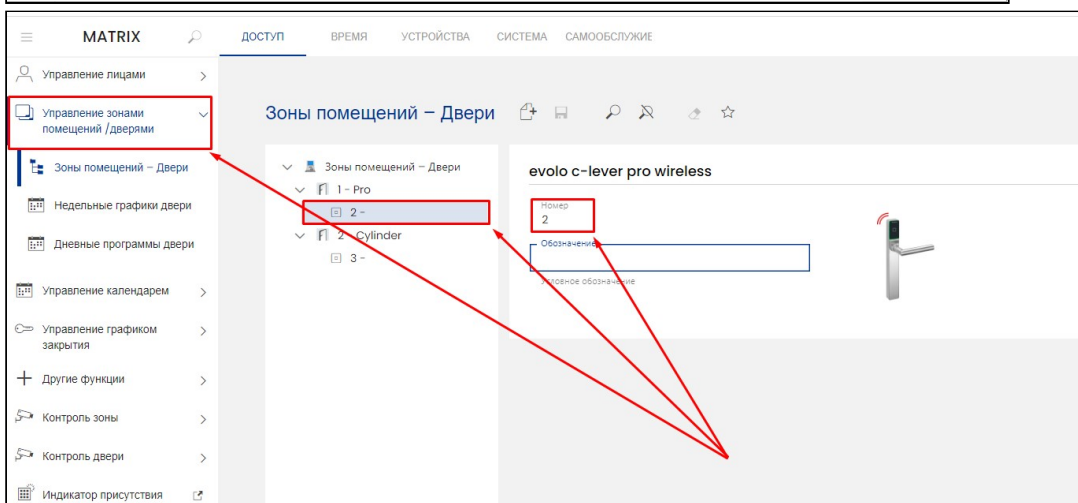 MATRIX
ДОСТУП ВРЕМЯ УСТРОЙСТВА СИСТЕМА САМООБСЛУЖИЕ
Управление лицами
Управление зонами
помещений /дверями
Зоны помещений – Двери
Недельные графики двери
Дневные программы двери
Управление календарем
Управление графиком
закрытия
Другие функции
Контроль зоны
Контроль двери
Индикатор присутствия
Зоны помещений – Двери
Зоны помещений – Двери
1 - Pro
2 -
2 - Cylinder
3 -
evolo c-lever pro wireless
Номер
2
Обозначение
Условное обозначение